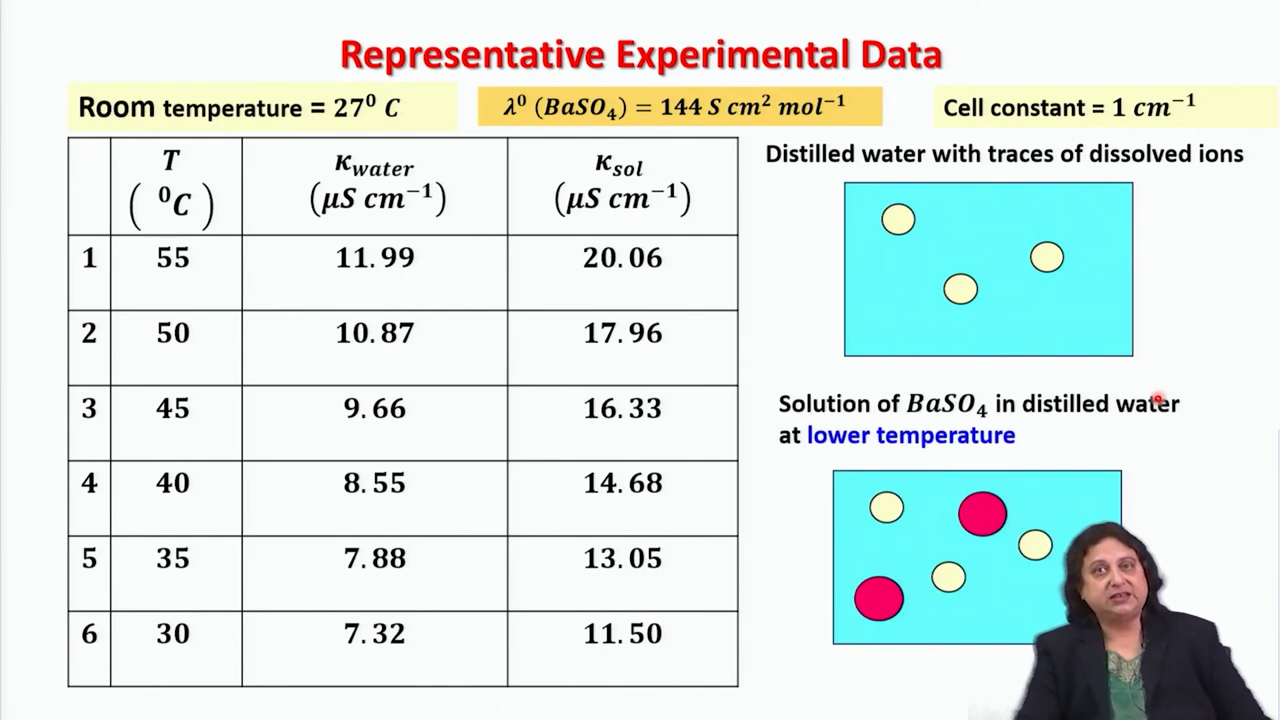 Representative Experimental Data
Room temperature = 27⁰ C
λ⁰ (BaSO₄) = 144 S cm² mol⁻¹
Cell constant = 1 cm⁻¹
T κ_water κ_sol
( ⁰C ) (μS cm⁻¹) (μS cm⁻¹)
1 55 11.99 20.06
2 50 10.87 17.96
3 45 9.66 16.33
4 40 8.55 14.68
5 35 7.88 13.05
6 30 7.32 11.50
Distilled water with traces of dissolved ions
Solution of BaSO₄ in distilled water
at lower temperature